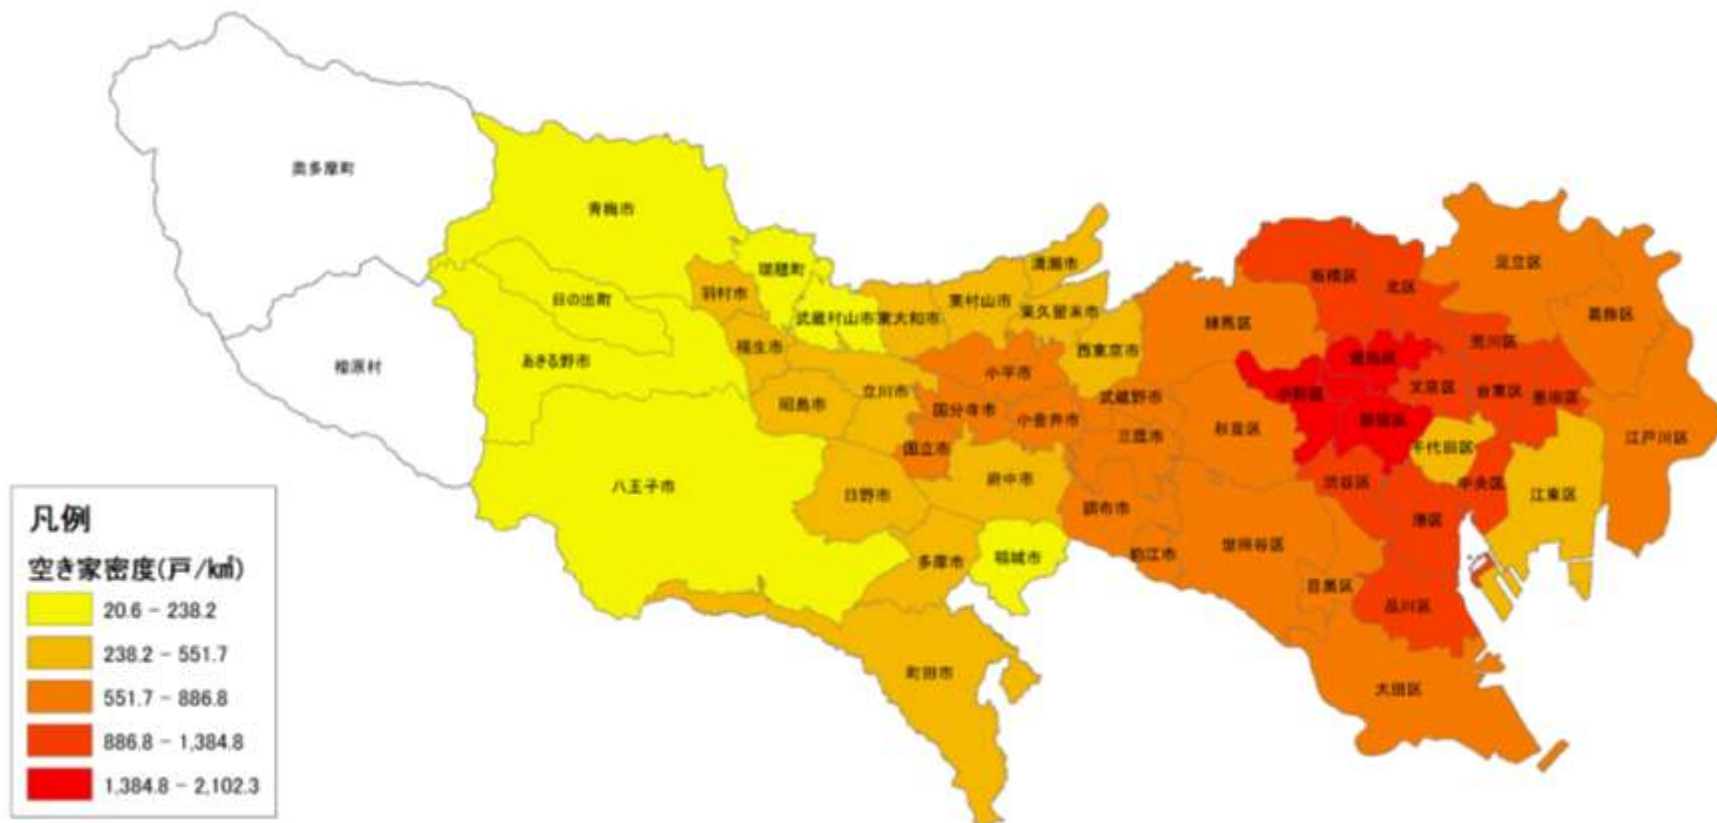 奥多摩町
青梅市
瑞穂町
清瀬市
足立区
板橋区
北区
羽村市
日の出町
東村山市
武蔵村山市
東大和市
東久留米市
練馬区
葛飾区
荒川区
福生市
西東京市
あきる野市
豊島区
檜原村
立川市
小平市
文京区
台東区
墨田区
中野区
武蔵野市
昭島市
国分寺市
小金井市
新宿区
杉並区
三鷹市
江戸川区
国立市
千代田区
府中市
八王子市
渋谷区
中央区
日野市
江東区
調布市
港区
世田谷区
狛江市
多摩市
稲城市
目黒区
品川区
町田市
大田区
凡例
空き家密度(戸/k㎡)
20.6 - 238.2
238.2 - 551.7
551.7 - 886.8
886.8 - 1,384.8
1,384.8 - 2,102.3